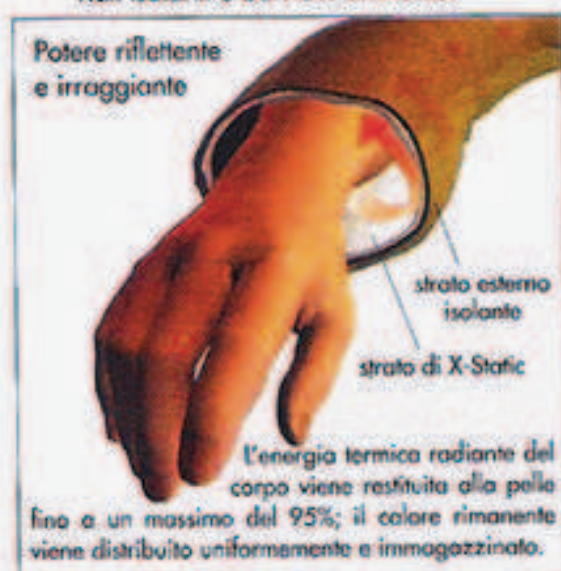 Potere riflettente
e irraggiante
strato esterno
isolante
strato di X-Static
L'energia termica radiante del
corpo viene restituita alla pelle
fino a un massimo del 95%; il calore rimanente
viene distribuito uniformemente e immagazzinato.